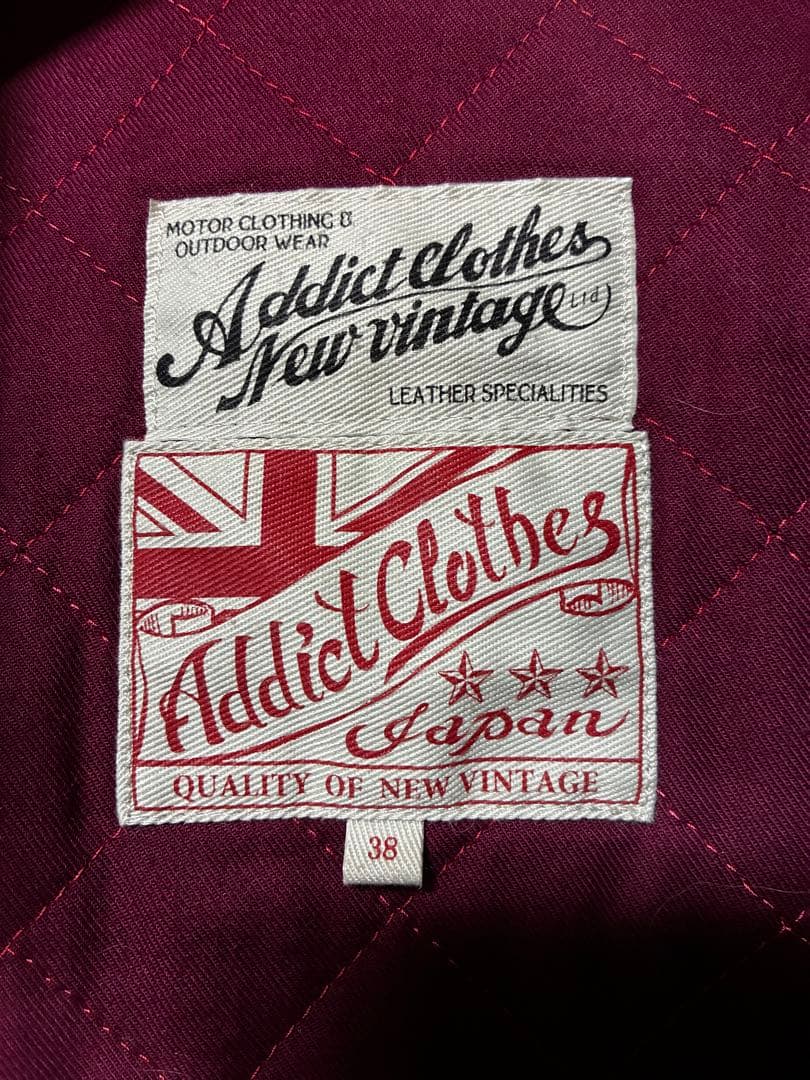 MOTOR CLOTHING &
OUTDOOR WEAR
Addict Clothes
New Vintage Ltd
LEATHER SPECIALITIES
Addict Clothes
Japan
QUALITY OF NEW VINTAGE
38